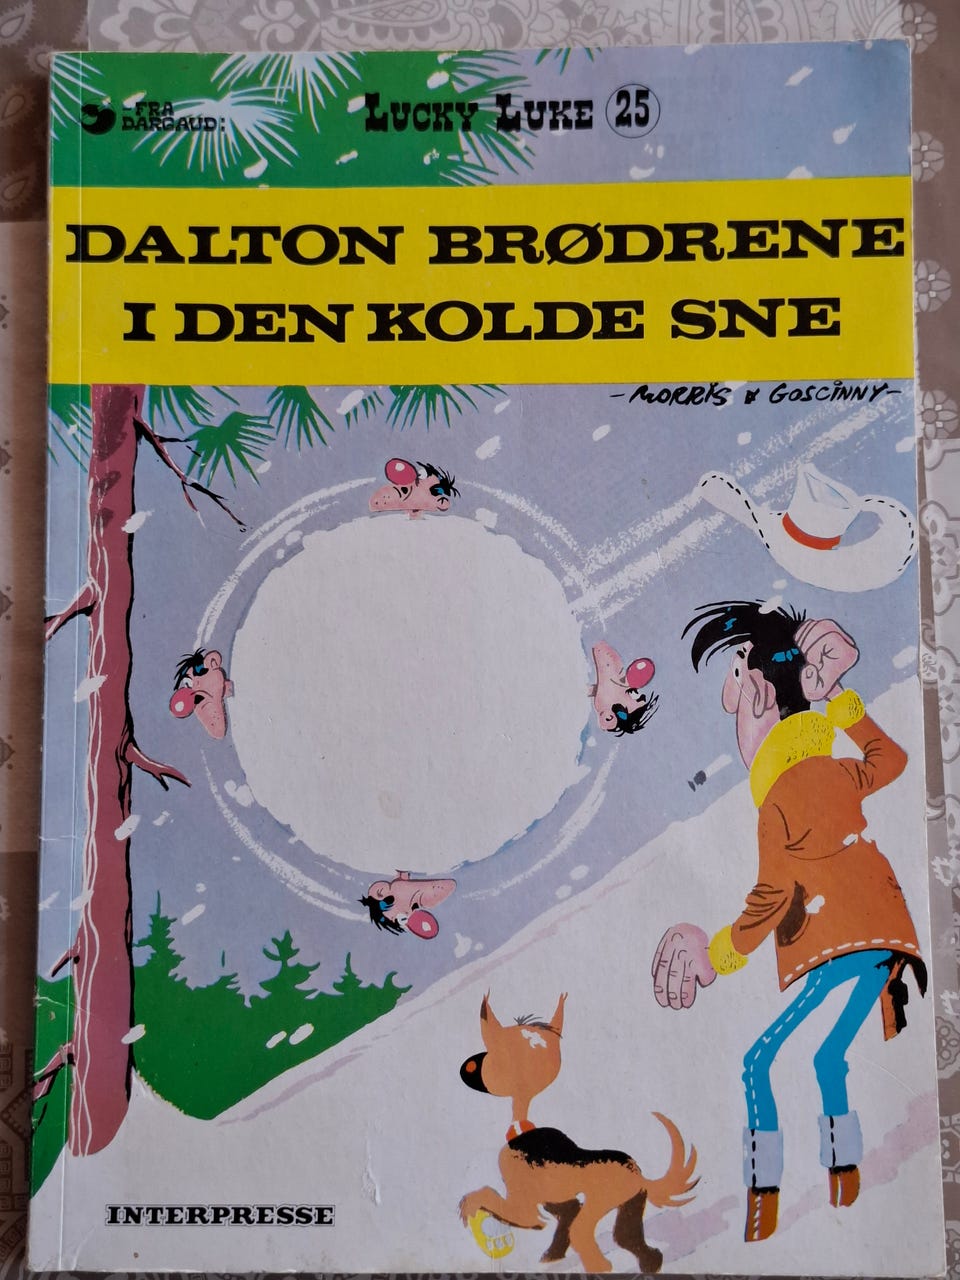 -FRA
DARGAUD:
LUCKY LUKE 25
DALTON BRØDRENE
I DEN KOLDE SNE
-MORRIS & GOSCINNY-
INTERPRESSE